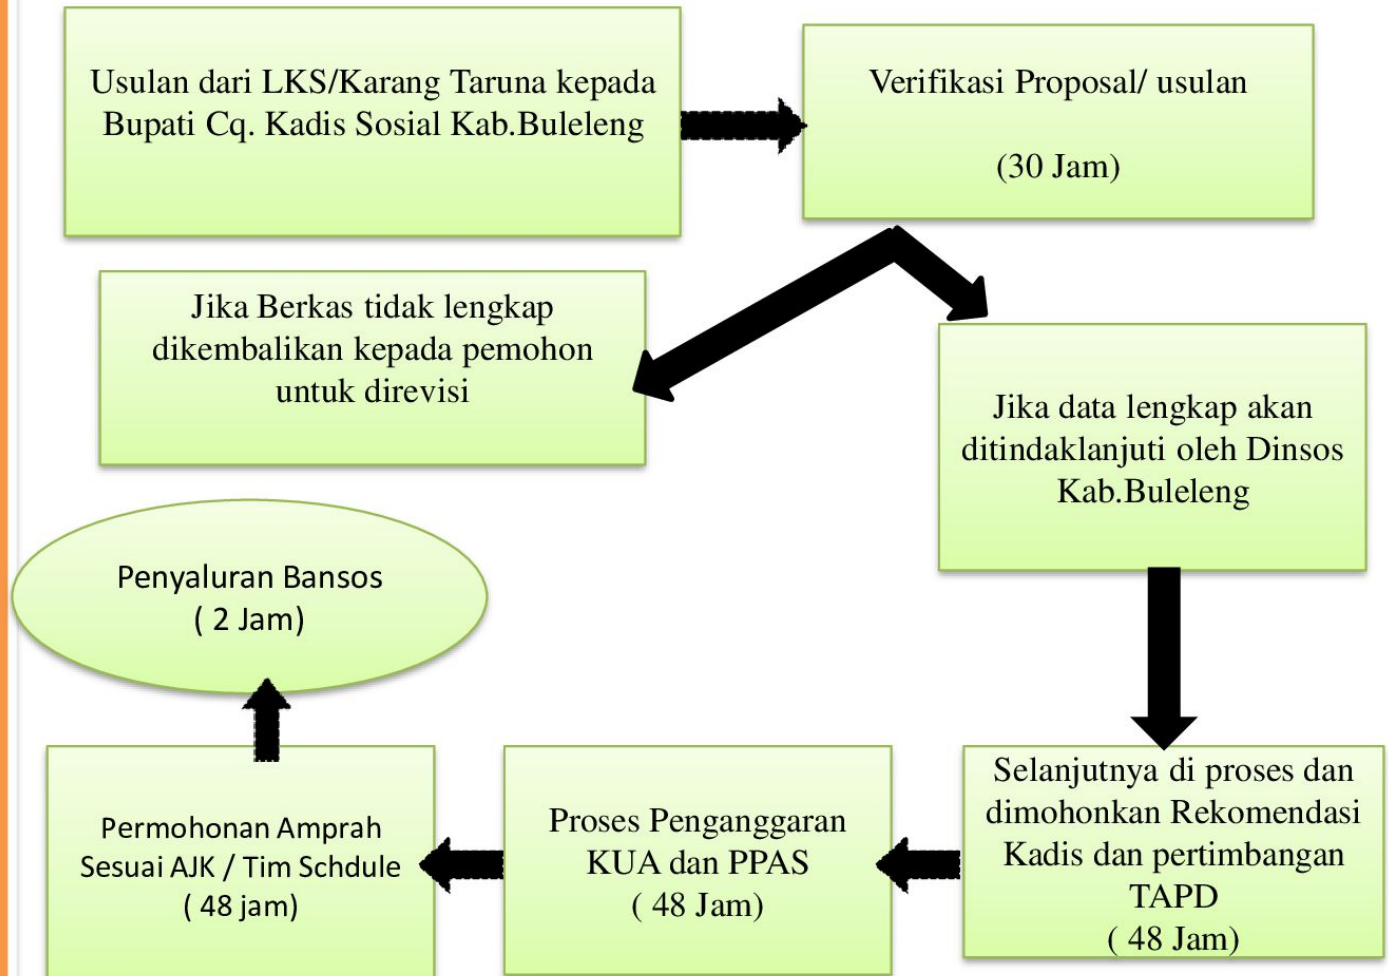 Usulan dari LKS/Karang Taruna kepada
Bupati Cq. Kadis Sosial Kab.Buleleng
Verifikasi Proposal/ usulan
(30 Jam)
Jika Berkas tidak lengkap
dikembalikan kepada pemohon
untuk direvisi
Jika data lengkap akan
ditindaklanjuti oleh Dinsos
Kab.Buleleng
Selanjutnya di proses dan
dimohonkan Rekomendasi
Kadis dan pertimbangan
TAPD
( 48 Jam)
Proses Penganggaran
KUA dan PPAS
( 48 Jam)
Permohonan Amprah
Sesuai AJK / Tim Schdule
( 48 jam)
Penyaluran Bansos
( 2 Jam)